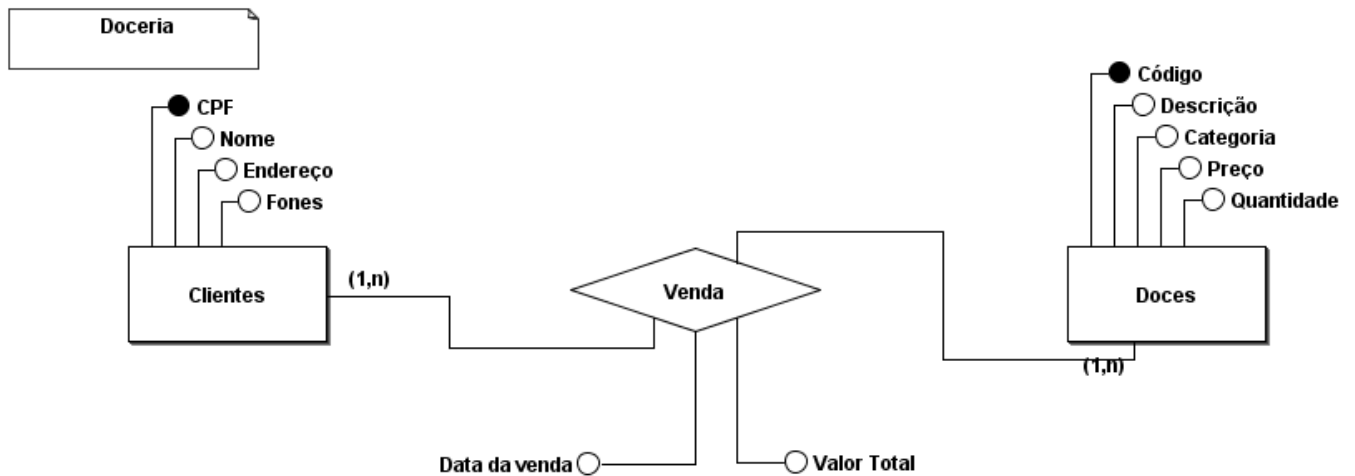 Doceria
CPF
Nome
Endereço
Fones
Clientes
(1,n)
Venda
Data da venda
Valor Total
Código
Descrição
Categoria
Preço
Quantidade
Doces
(1,n)